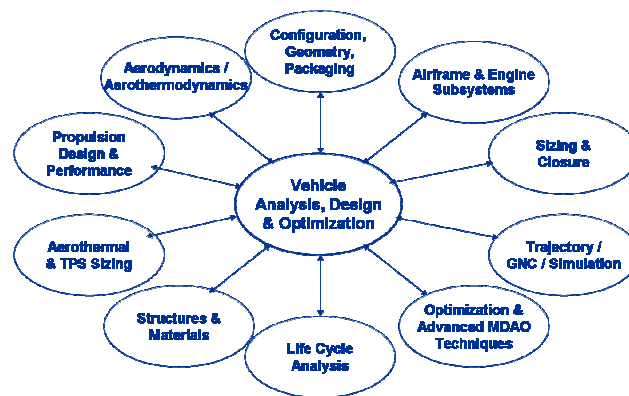 Configuration,
Geometry,
Packaging
Aerodynamics /
Aerothermodynamics
Airframe & Engine
Subsystems
Propulsion
Design &
Performance
Sizing &
Closure
Vehicle
Analysis, Design
& Optimization
Aerothermal
& TPS Sizing
Trajectory /
GNC / Simulation
Structures &
Materials
Optimization &
Advanced MDAO
Techniques
Life Cycle
Analysis